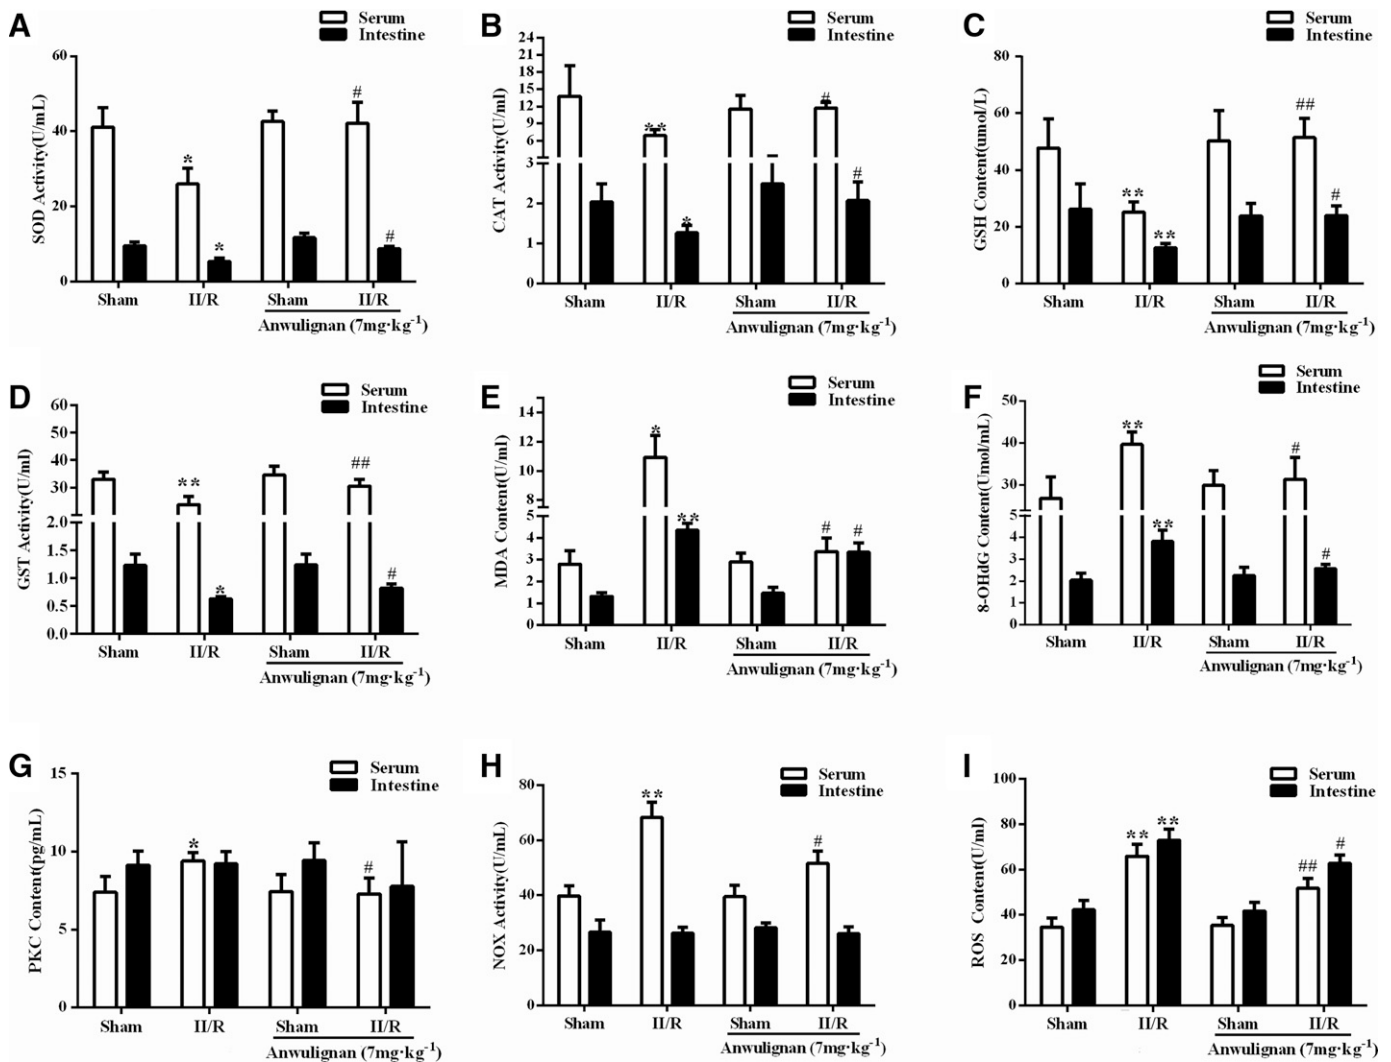 A
Serum
Intestine
SOD Activity(U/mL)
60
40
20
0
#
*
*
#
Sham
II/R
Sham
II/R
Anwulignan (7mg·kg-1)
B
Serum
Intestine
CAT Activity(U/ml)
24
21
18
15
12
9
6
3
2
1
0
**
#
*
#
Sham
II/R
Sham
II/R
Anwulignan (7mg·kg-1)
C
Serum
Intestine
GSH Content(umol/L)
80
60
40
20
0
##
**
#
**
Sham
II/R
Sham
II/R
Anwulignan (7mg·kg-1)
D
Serum
Intestine
GST Activity(U/ml)
60
50
40
30
2.0
1.5
1.0
0.5
0.0
**
##
*
#
Sham
II/R
Sham
II/R
Anwulignan (7mg·kg-1)
E
Serum
Intestine
MDA Content(U/ml)
14
12
10
8
5
4
3
2
1
0
*
**
#
#
Sham
II/R
Sham
II/R
Anwulignan (7mg·kg-1)
F
Serum
Intestine
8-OHdG Content(Umol/mL)
50
40
30
5
4
3
2
1
0
**
**
#
#
Sham
II/R
Sham
II/R
Anwulignan (7mg·kg-1)
G
Serum
Intestine
PKC Content(pg/mL)
15
10
5
0
*
#
Sham
II/R
Sham
II/R
Anwulignan (7mg·kg-1)
H
Serum
Intestine
NOX Activity(U/mL)
80
60
40
20
0
**
#
Sham
II/R
Sham
II/R
Anwulignan (7mg·kg-1)
I
Serum
Intestine
ROS Content(U/ml)
100
80
60
40
20
0
**
**
##
#
Sham
II/R
Sham
II/R
Anwulignan (7mg·kg-1)